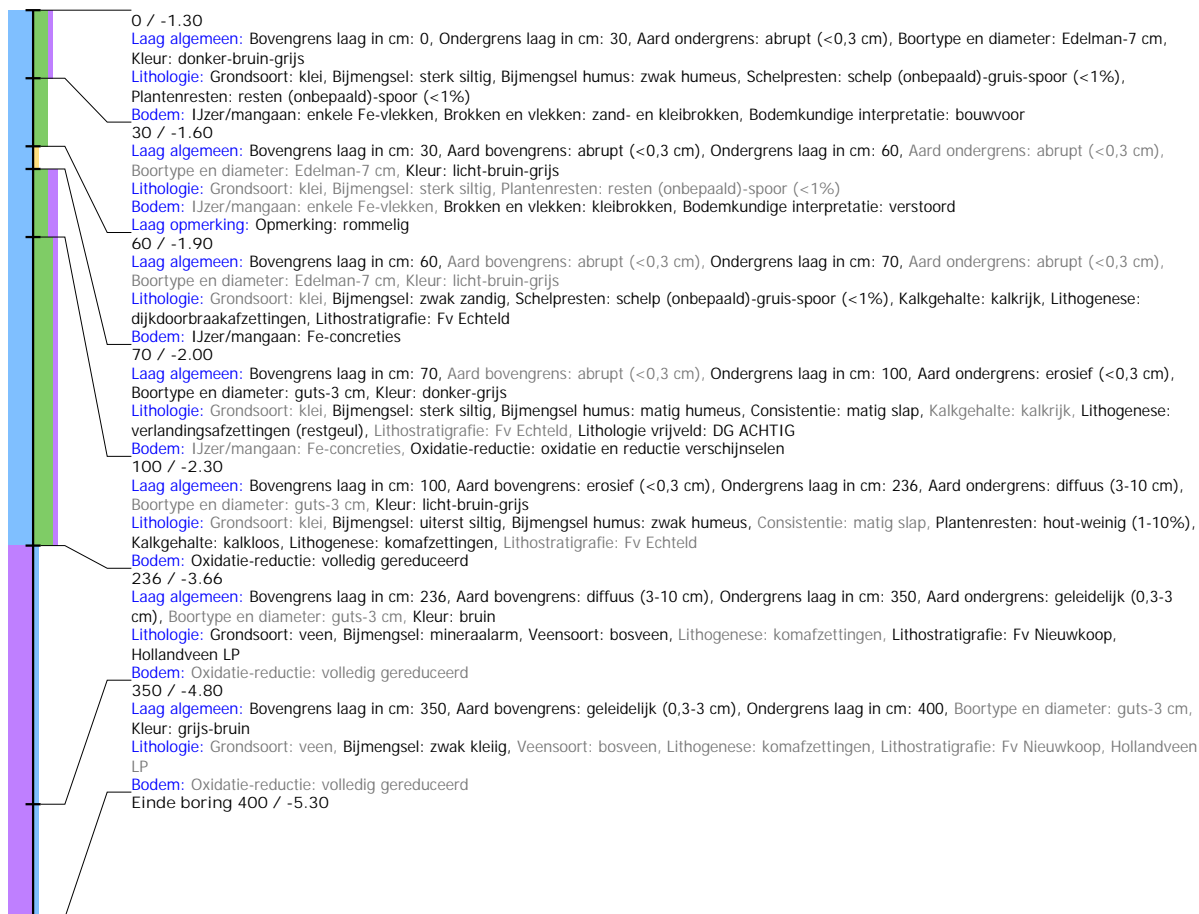 0 / -1.30
Laag algemeen: Bovengrens laag in cm: 0, Ondergrens laag in cm: 30, Aard ondergrens: abrupt (<0,3 cm), Boortype en diameter: Edelman-7 cm,
Kleur: donker-bruin-grijs
Lithologie: Grondsoort: klei, Bijmengsel: sterk siltig, Bijmengsel humus: zwak humeus, Schelpresten: schelp (onbepaald)-gruis-spoor (<1%),
Plantenresten: resten (onbepaald)-spoor (<1%)
Bodem: IJzer/mangaan: enkele Fe-vlekken, Brokken en vlekken: zand- en kleibrokken, Bodemkundige interpretatie: bouwvoor
30 / -1.60
Laag algemeen: Bovengrens laag in cm: 30, Aard bovengrens: abrupt (<0,3 cm), Ondergrens laag in cm: 60, Aard ondergrens: abrupt (<0,3 cm),
Boortype en diameter: Edelman-7 cm, Kleur: licht-bruin-grijs
Lithologie: Grondsoort: klei, Bijmengsel: sterk siltig, Plantenresten: resten (onbepaald)-spoor (<1%)
Bodem: IJzer/mangaan: enkele Fe-vlekken, Brokken en vlekken: kleibrokken, Bodemkundige interpretatie: verstoord
Laag opmerking: Opmerking: rommelig
60 / -1.90
Laag algemeen: Bovengrens laag in cm: 60, Aard bovengrens: abrupt (<0,3 cm), Ondergrens laag in cm: 70, Aard ondergrens: abrupt (<0,3 cm),
Boortype en diameter: Edelman-7 cm, Kleur: licht-bruin-grijs
Lithologie: Grondsoort: klei, Bijmengsel: zwak zandig, Schelpresten: schelp (onbepaald)-gruis-spoor (<1%), Kalkgehalte: kalkrijk, Lithogenese:
dijkdoorbraakafzettingen, Lithostratigrafie: Fv Echteld
Bodem: IJzer/mangaan: Fe-concreties
70 / -2.00
Laag algemeen: Bovengrens laag in cm: 70, Aard bovengrens: abrupt (<0,3 cm), Ondergrens laag in cm: 100, Aard ondergrens: erosief (<0,3 cm),
Boortype en diameter: guts-3 cm, Kleur: donker-grijs
Lithologie: Grondsoort: klei, Bijmengsel: sterk siltig, Bijmengsel humus: matig humeus, Consistentie: matig slap, Kalkgehalte: kalkrijk, Lithogenese:
verlandingsafzettingen (restgeul), Lithostratigrafie: Fv Echteld, Lithologie vrijveld: DG ACHTIG
Bodem: IJzer/mangaan: Fe-concreties, Oxidatie-reductie: oxidatie en reductie verschijnselen
100 / -2.30
Laag algemeen: Bovengrens laag in cm: 100, Aard bovengrens: erosief (<0,3 cm), Ondergrens laag in cm: 236, Aard ondergrens: diffuus (3-10 cm),
Boortype en diameter: guts-3 cm, Kleur: licht-bruin-grijs
Lithologie: Grondsoort: klei, Bijmengsel: uiterst siltig, Bijmengsel humus: zwak humeus, Consistentie: matig slap, Plantenresten: hout-weinig (1-10%),
Kalkgehalte: kalkloos, Lithogenese: komafzettingen, Lithostratigrafie: Fv Echteld
Bodem: Oxidatie-reductie: volledig gereduceerd
236 / -3.66
Laag algemeen: Bovengrens laag in cm: 236, Aard bovengrens: diffuus (3-10 cm), Ondergrens laag in cm: 350, Aard ondergrens: geleidelijk (0,3-3
cm), Boortype en diameter: guts-3 cm, Kleur: bruin
Lithologie: Grondsoort: veen, Bijmengsel: mineraalarm, Veensoort: bosveen, Lithogenese: komafzettingen, Lithostratigrafie: Fv Nieuwkoop,
Hollandveen LP
Bodem: Oxidatie-reductie: volledig gereduceerd
350 / -4.80
Laag algemeen: Bovengrens laag in cm: 350, Aard bovengrens: geleidelijk (0,3-3 cm), Ondergrens laag in cm: 400, Boortype en diameter: guts-3 cm,
Kleur: grijs-bruin
Lithologie: Grondsoort: veen, Bijmengsel: zwak kleiig, Veensoort: bosveen, Lithogenese: komafzettingen, Lithostratigrafie: Fv Nieuwkoop, Hollandveen
LP
Bodem: Oxidatie-reductie: volledig gereduceerd
Einde boring 400 / -5.30